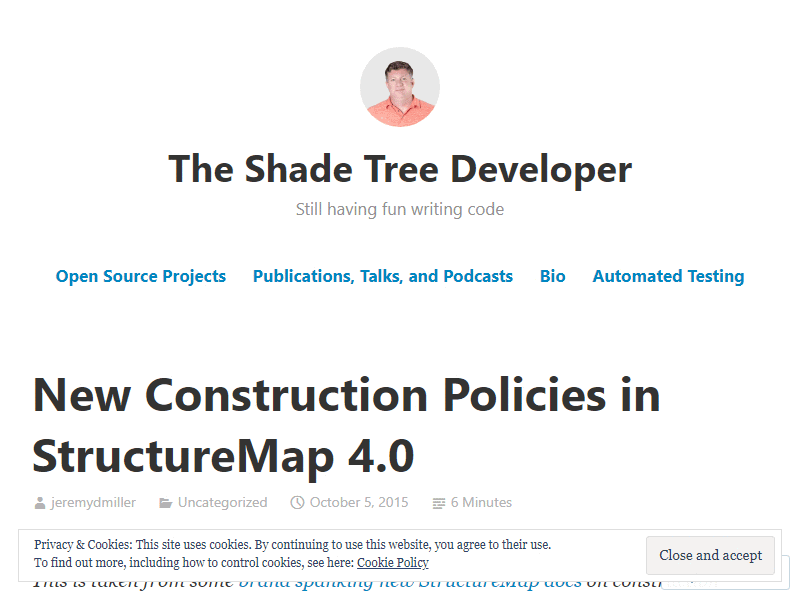 The Shade Tree Developer
Still having fun writing code
Open Source Projects Publications, Talks, and Podcasts Bio Automated Testing
New Construction Policies in
StructureMap 4.0
jeremydmiller Uncategorized October 5, 2015 6 Minutes
Privacy & Cookies: This site uses cookies. By continuing to use this website, you agree to their use.
To find out more, including how to control cookies, see here: Cookie Policy
Close and accept
This is taken from some brand spanking new StructureMap docs on